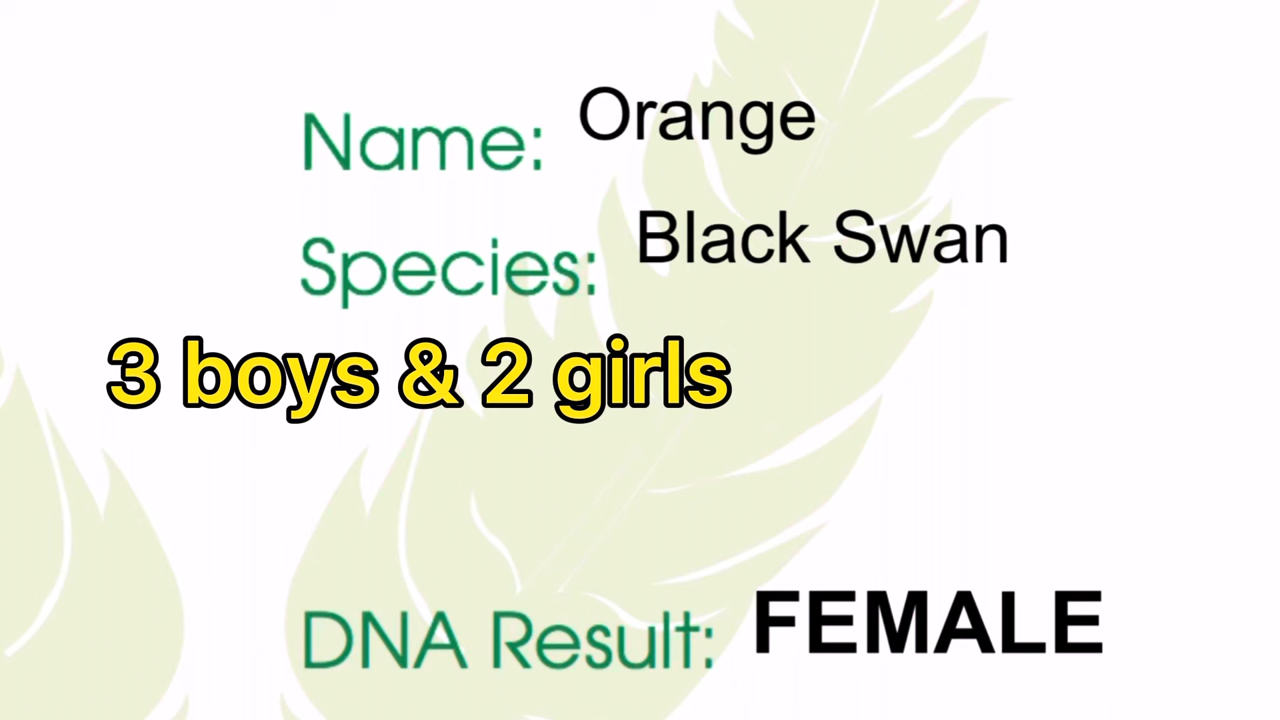 Name: Orange
Species: Black Swan
3 boys & 2 girls
DNA Result: FEMALE